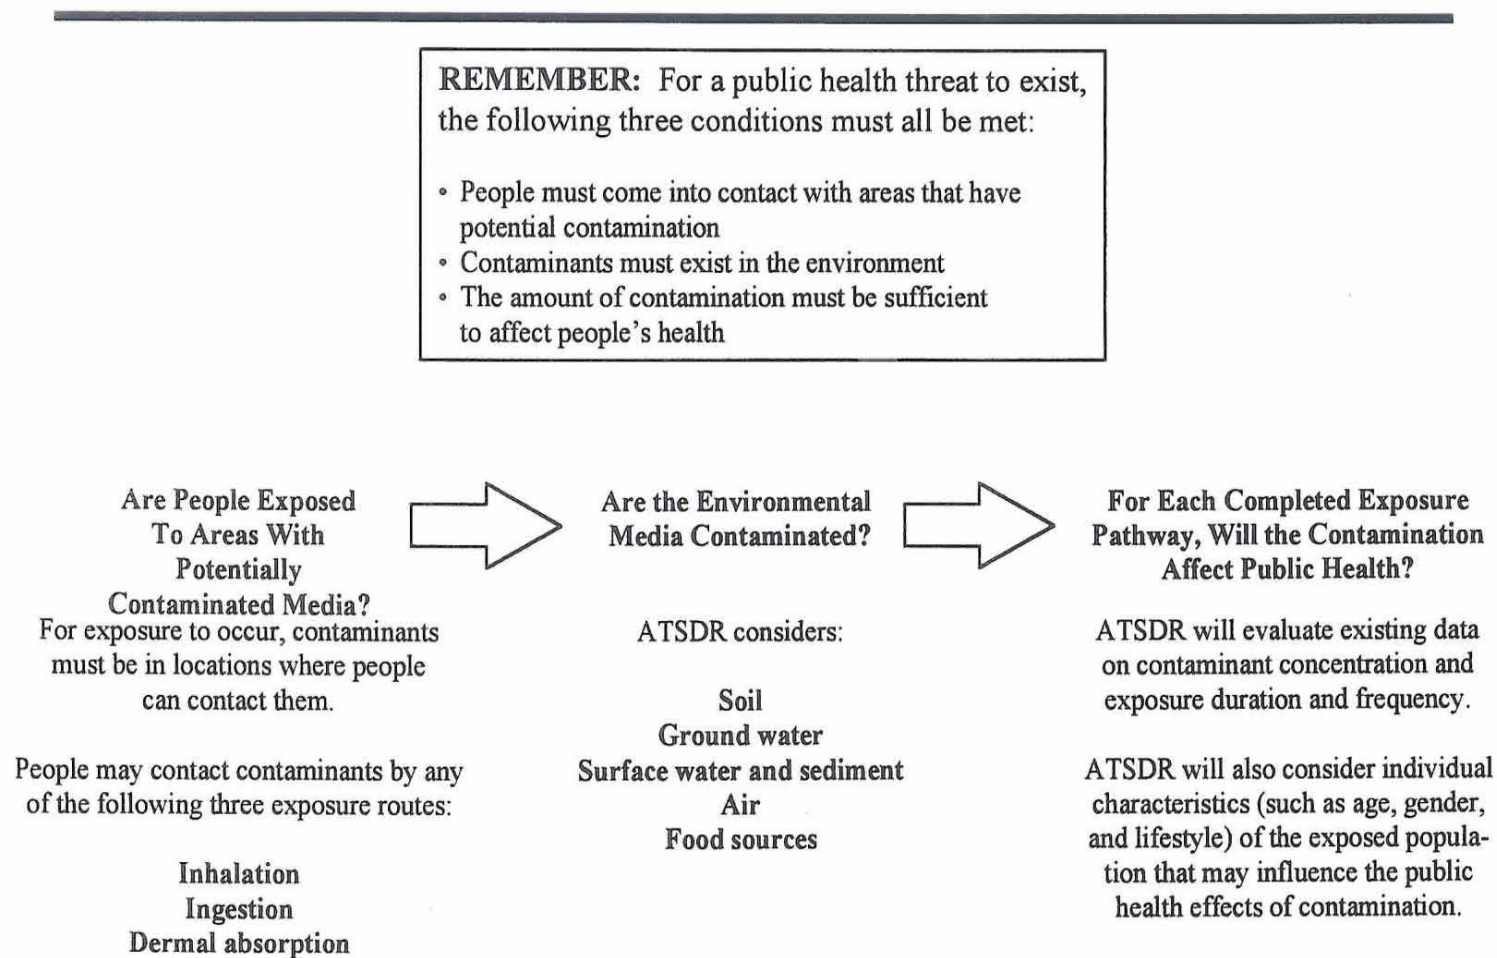 REMEMBER: For a public health threat to exist,
the following three conditions must all be met:
• People must come into contact with areas that have
potential contamination
• Contaminants must exist in the environment
• The amount of contamination must be sufficient
to affect people's health
Are People Exposed
To Areas With
Potentially
Contaminated Media?
For exposure to occur, contaminants
must be in locations where people
can contact them.
People may contact contaminants by any
of the following three exposure routes:
Inhalation
Ingestion
Dermal absorption
Are the Environmental
Media Contaminated?
ATSDR considers:
Soil
Ground water
Surface water and sediment
Air
Food sources
For Each Completed Exposure
Pathway, Will the Contamination
Affect Public Health?
ATSDR will evaluate existing data
on contaminant concentration and
exposure duration and frequency.
ATSDR will also consider individual
characteristics (such as age, gender,
and lifestyle) of the exposed popula-
tion that may influence the public
health effects of contamination.